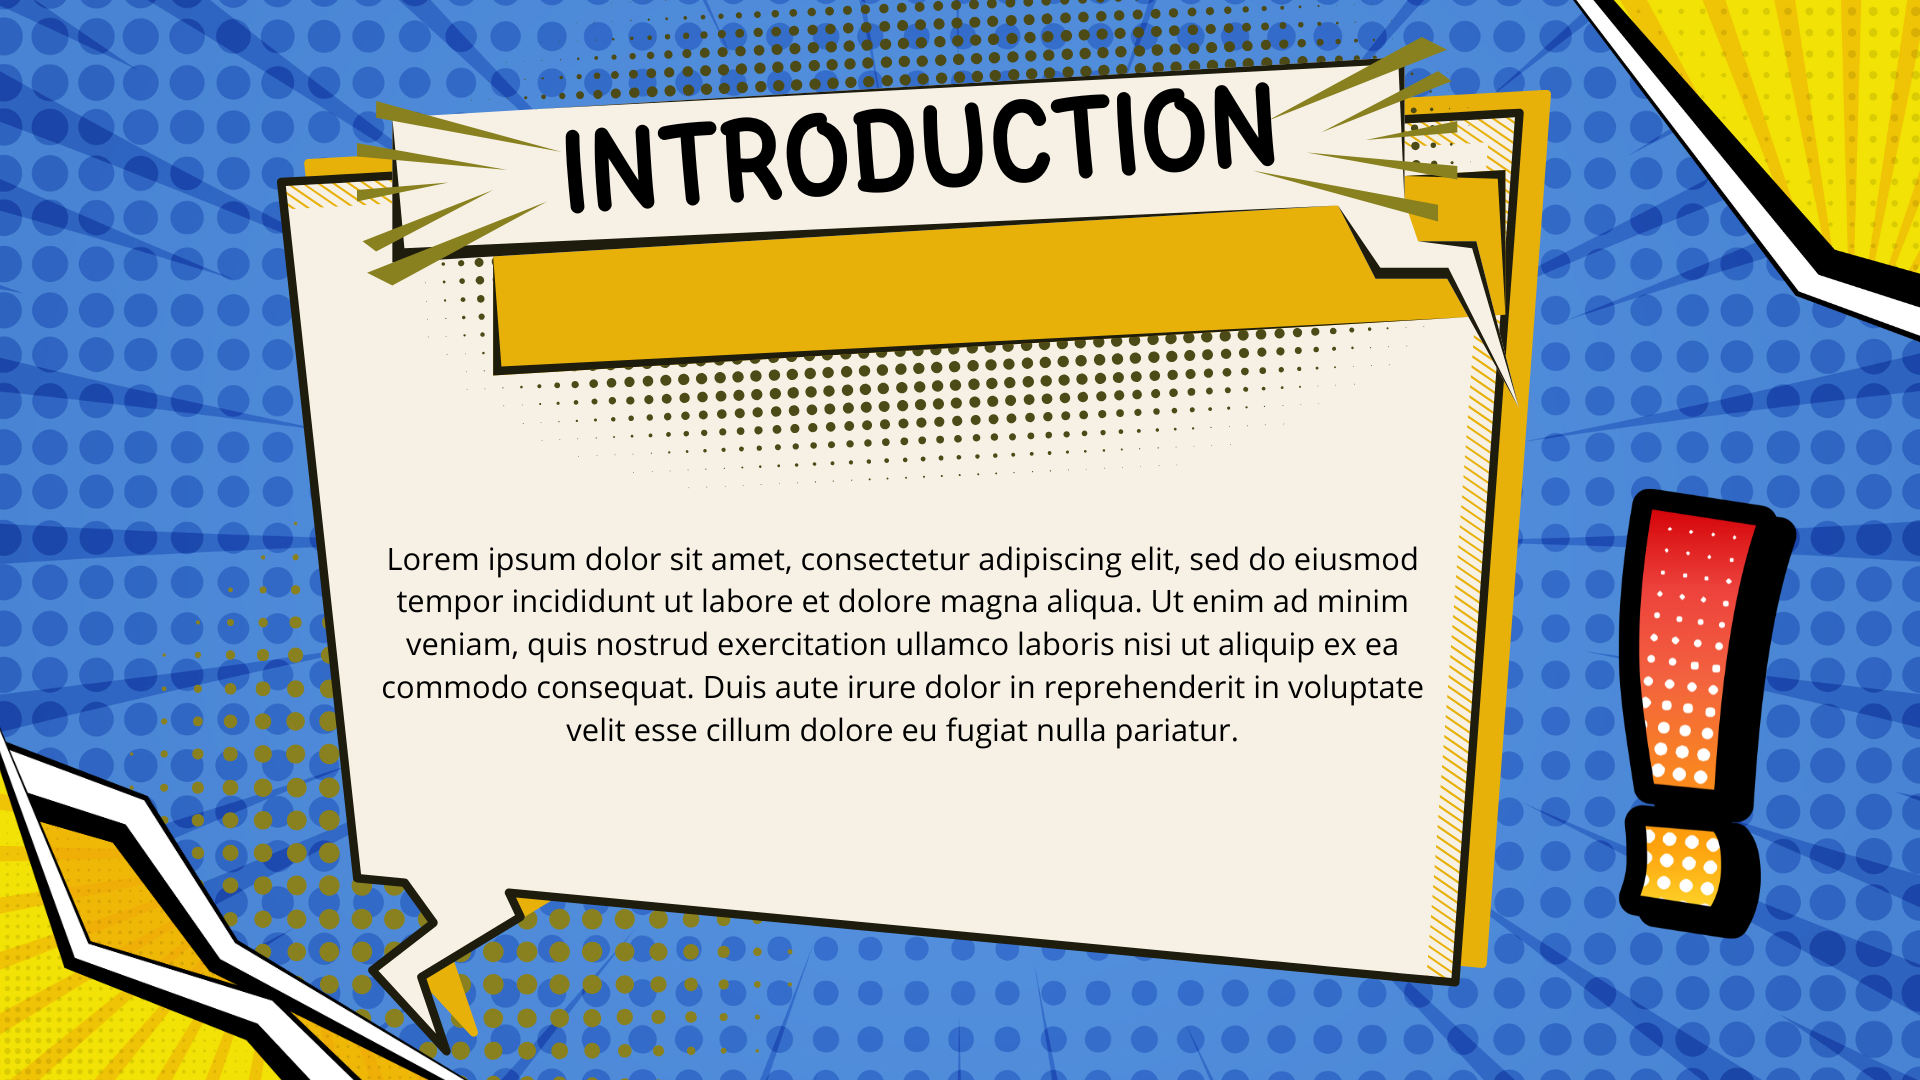 INTRODUCTION
Lorem ipsum dolor sit amet, consectetur adipiscing elit, sed do eiusmod
tempor incididunt ut labore et dolore magna aliqua. Ut enim ad minim
veniam, quis nostrud exercitation ullamco laboris nisi ut aliquip ex ea
commodo consequat. Duis aute irure dolor in reprehenderit in voluptate
velit esse cillum dolore eu fugiat nulla pariatur.
!